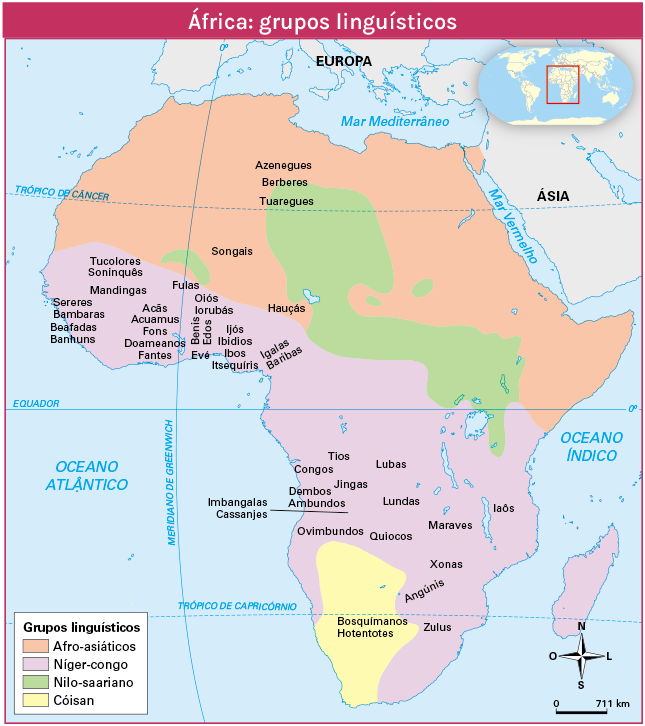 África: grupos linguísticos
0º
EUROPA
Mar Mediterrâneo
ÁSIA
Mar Vermelho
TRÓPICO DE CÂNCER
Azenegues
Berberes
Tuaregues
Songais
Tucolores
Soninquês
Mandingas
Fulas
Sereres
Bambaras
Beafadas
Banhuns
Acãs
Acuamus
Fons
Doameanos
Fantes
Oiós
Iorubás
Benis
Edos
Evé
Ijós
Ibidios
Ibos
Itsequíris
Igalas
Baribas
Hauçás
EQUADOR
0º
OCEANO
ATLÂNTICO
MERIDIANO DE GREENWICH
OCEANO
ÍNDICO
Tios
Congos
Lubas
Jingas
Dembos
Ambundos
Imbangalas
Cassanjes
Lundas
Iaôs
Maraves
Ovimbundos
Quiocos
Xonas
Angúnis
TRÓPICO DE CAPRICÓRNIO
Bosquímanos
Hotentotes
Zulus
Grupos linguísticos
Afro-asiáticos
Níger-congo
Nilo-saariano
Cóisan
N
O
L
S
0
711 km